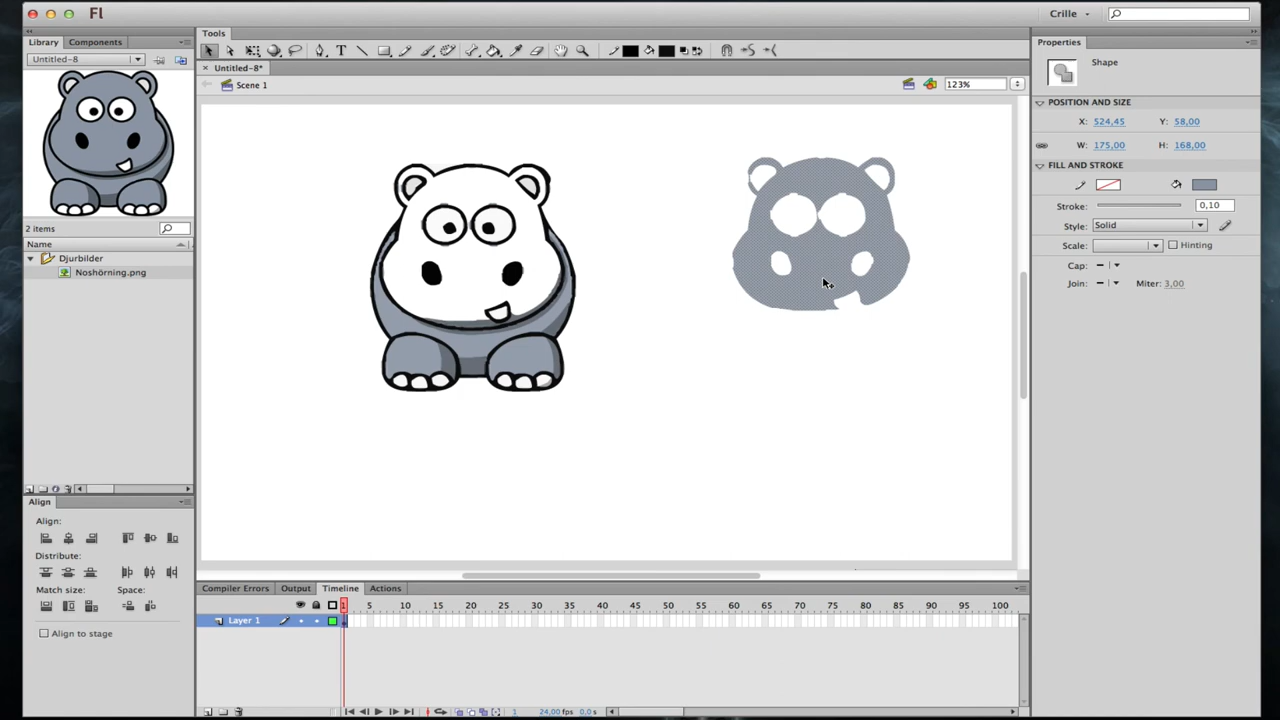 Fl
Crille
Tools
Library
Components
Untitled-8
Untitled-8*
Scene 1
123%
2 items
Name
Djurbilder
Noshörning.png
Align
Align:
Distribute:
Match size:
Space:
Align to stage
Properties
Shape
POSITION AND SIZE
X: 524,45
Y: 58,00
W: 175,00
H: 168,00
FILL AND STROKE
Stroke:
0,10
Style: Solid
Scale:
Hinting
Cap:
Join:
Miter: 3,00
Compiler Errors
Output
Timeline
Actions
1 5 10 15 20 25 30 35 40 45 50 55 60 65 70 75 80 85 90 95 100
Layer 1
1
24,00 fps
0,0 s